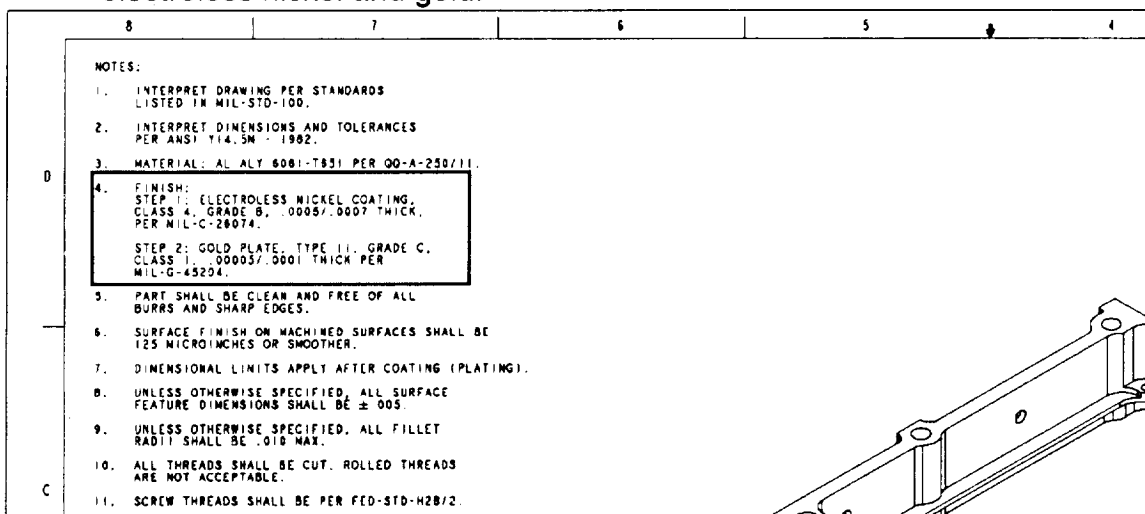 electroless nickel and gold.
8 7 6 5 4
NOTES:
1. INTERPRET DRAWING PER STANDARDS
LISTED IN MIL-STD-100.
2. INTERPRET DIMENSIONS AND TOLERANCES
PER ANSI Y14.5M - 1982.
3. MATERIAL: AL ALY 6061-T651 PER QQ-A-250/11.
D
4. FINISH:
STEP 1: ELECTROLESS NICKEL COATING,
CLASS 4, GRADE B, .0005/.0007 THICK,
PER MIL-C-26074.
STEP 2: GOLD PLATE, TYPE II, GRADE C,
CLASS 1, .00005/.0001 THICK PER
MIL-G-45204.
5. PART SHALL BE CLEAN AND FREE OF ALL
BURRS AND SHARP EDGES.
6. SURFACE FINISH ON MACHINED SURFACES SHALL BE
125 MICROINCHES OR SMOOTHER.
7. DIMENSIONAL LIMITS APPLY AFTER COATING (PLATING).
8. UNLESS OTHERWISE SPECIFIED, ALL SURFACE
FEATURE DIMENSIONS SHALL BE ± 005
9. UNLESS OTHERWISE SPECIFIED, ALL FILLET
RADII SHALL BE .010 MAX.
10. ALL THREADS SHALL BE CUT. ROLLED THREADS
ARE NOT ACCEPTABLE.
C
11. SCREW THREADS SHALL BE PER FED-STD-H28/2.